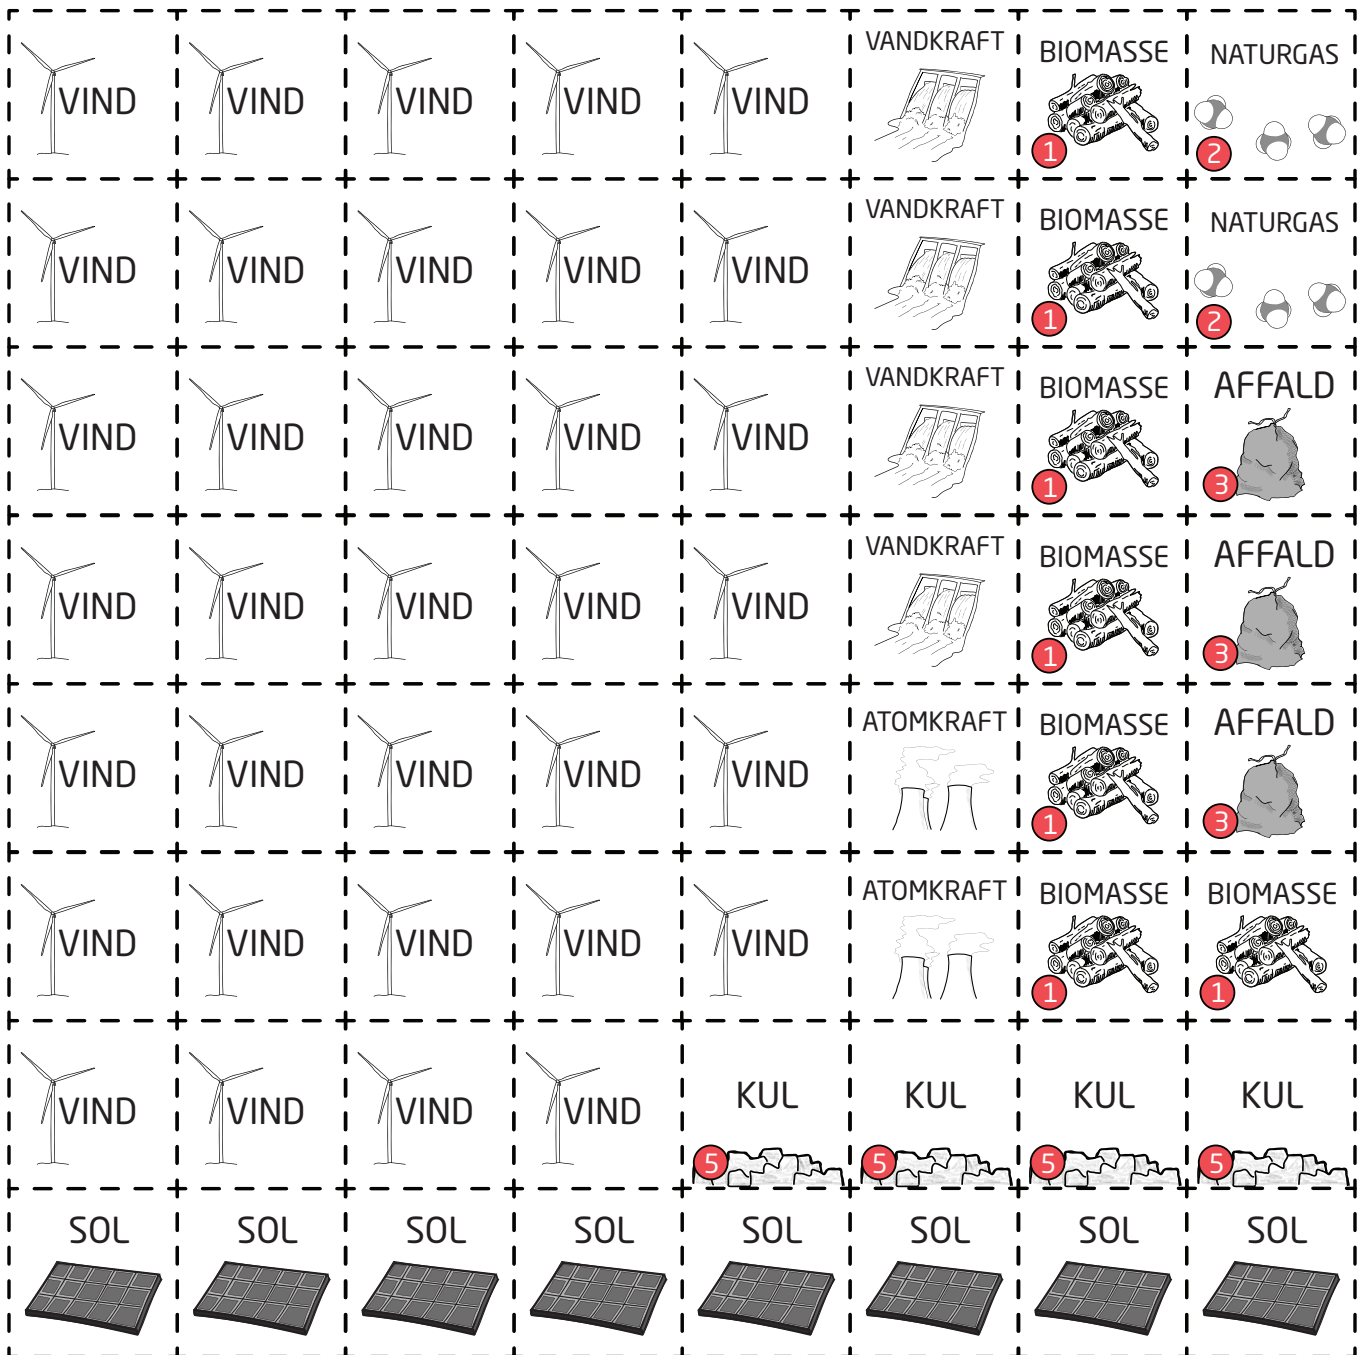 VIND VIND VIND VIND VIND VANDKRAFT BIOMASSE 1 NATURGAS 2
VIND VIND VIND VIND VIND VANDKRAFT BIOMASSE 1 NATURGAS 2
VIND VIND VIND VIND VIND VANDKRAFT BIOMASSE 1 AFFALD 3
VIND VIND VIND VIND VIND VANDKRAFT BIOMASSE 1 AFFALD 3
VIND VIND VIND VIND VIND ATOMKRAFT BIOMASSE 1 AFFALD 3
VIND VIND VIND VIND VIND ATOMKRAFT BIOMASSE 1 BIOMASSE 1
VIND VIND VIND VIND KUL 5 KUL 5 KUL 5 KUL 5
SOL SOL SOL SOL SOL SOL SOL SOL